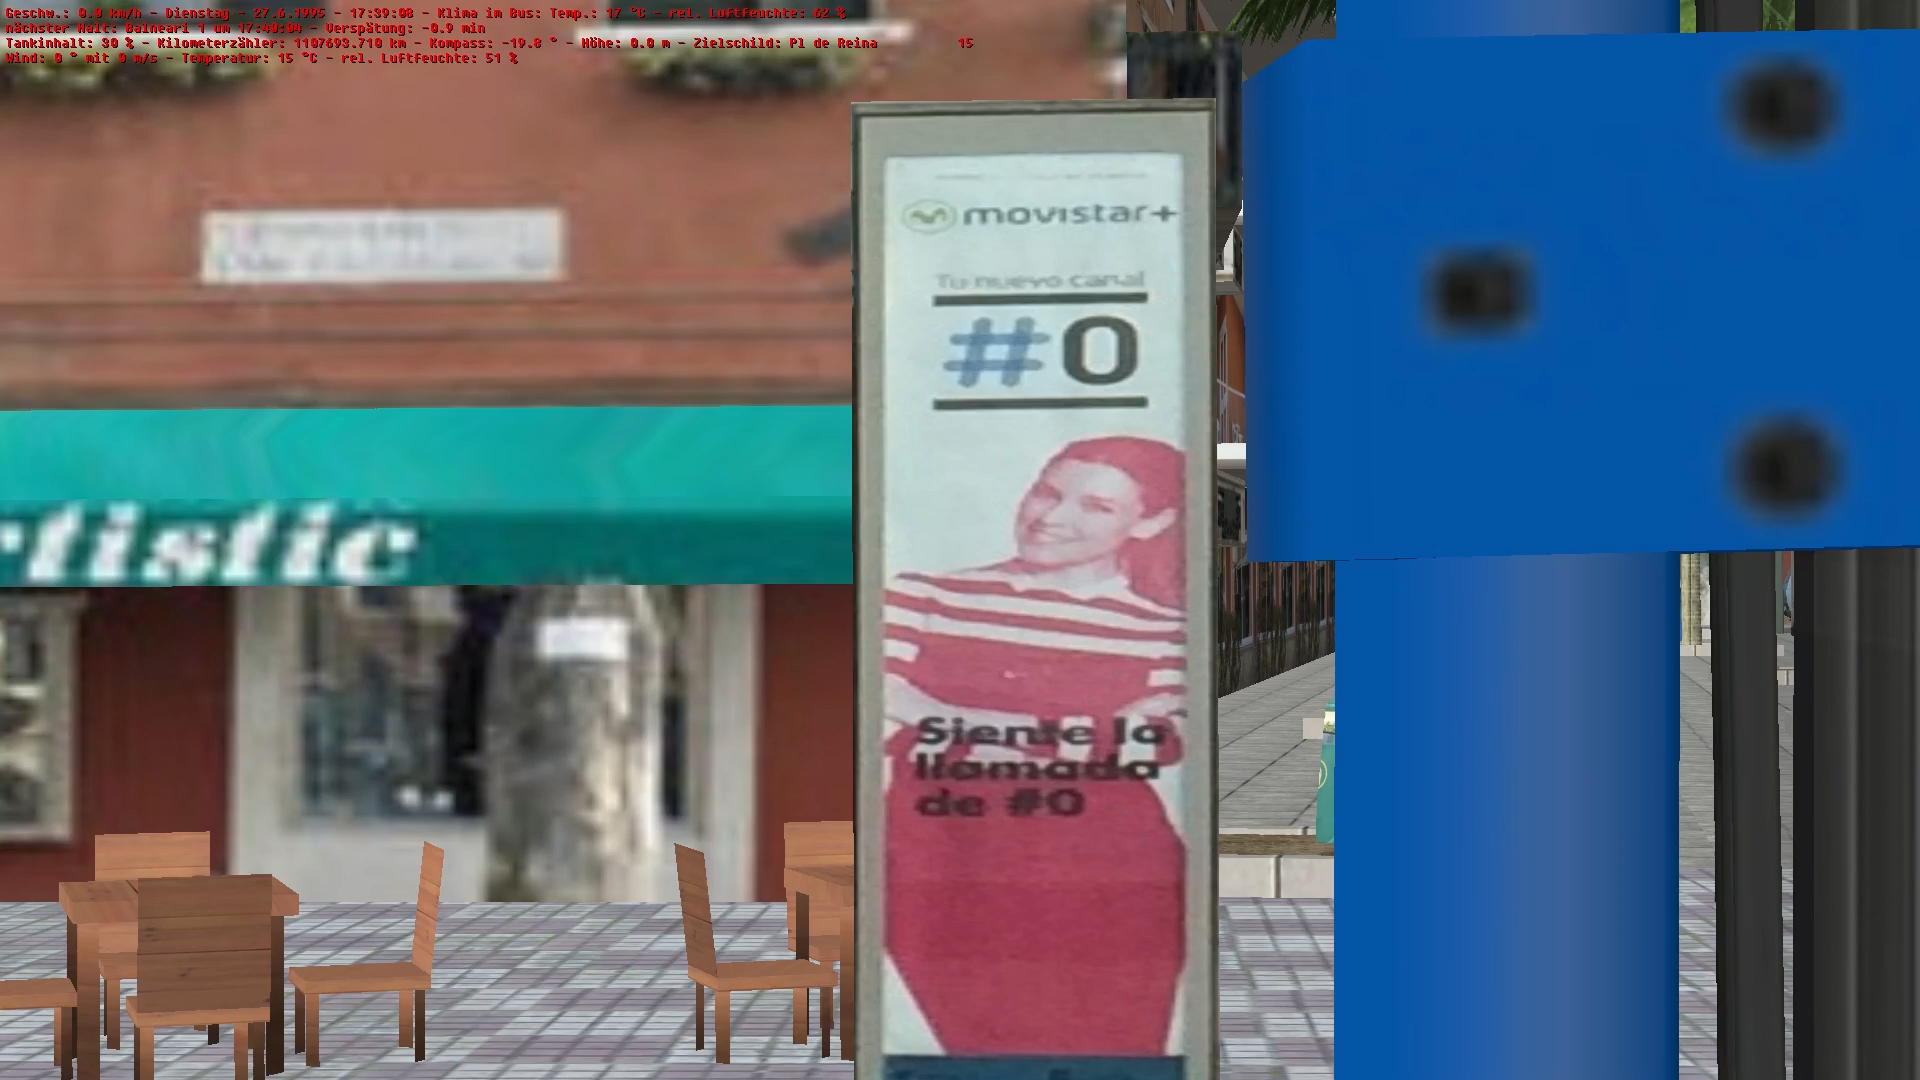 Geschw.: 0.0 km/h - Dienstag - 27.6.1995 - 17:39:08 - Klima im Bus: Temp.: 17 °C - rel. Luftfeuchte: 62 %
nächster Halt: Balneari 1 um 17:40:04 - Verspätung: -0.9 min
Tankinhalt: 30 % - Kilometerzähler: 1107693.710 km - Kompass: -19.8 ° - Höhe: 0.0 m - Zielschild: Pl de Reina 15
Wind: 0 ° mit 0 m/s - Temperatur: 15 °C - rel. Luftfeuchte: 51 %
movistar+
Tu nuevo canal
#0
rtistic
Siente la
llamada
de #0